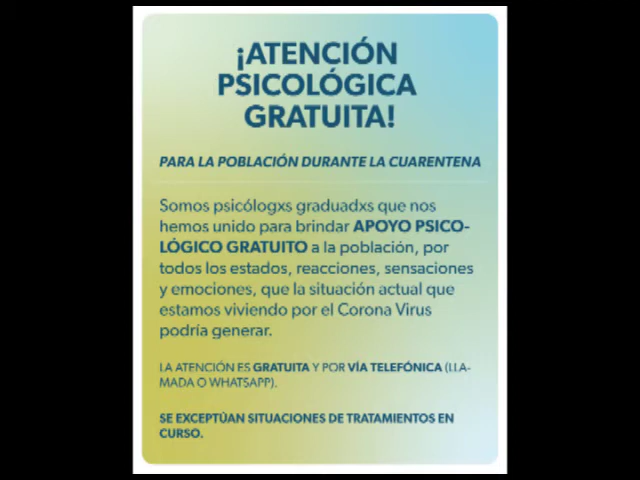 ¡ATENCIÓN
PSICOLÓGICA
GRATUITA!
PARA LA POBLACIÓN DURANTE LA CUARENTENA
Somos psicólogxs graduadxs que nos
hemos unido para brindar APOYO PSICO-
LÓGICO GRATUITO a la población, por
todos los estados, reacciones, sensaciones
y emociones, que la situación actual que
estamos viviendo por el Corona Virus
podría generar.
LA ATENCIÓN ES GRATUITA Y POR VÍA TELEFÓNICA (LLA-
MADA O WHATSAPP).
SE EXCEPTÚAN SITUACIONES DE TRATAMIENTOS EN
CURSO.